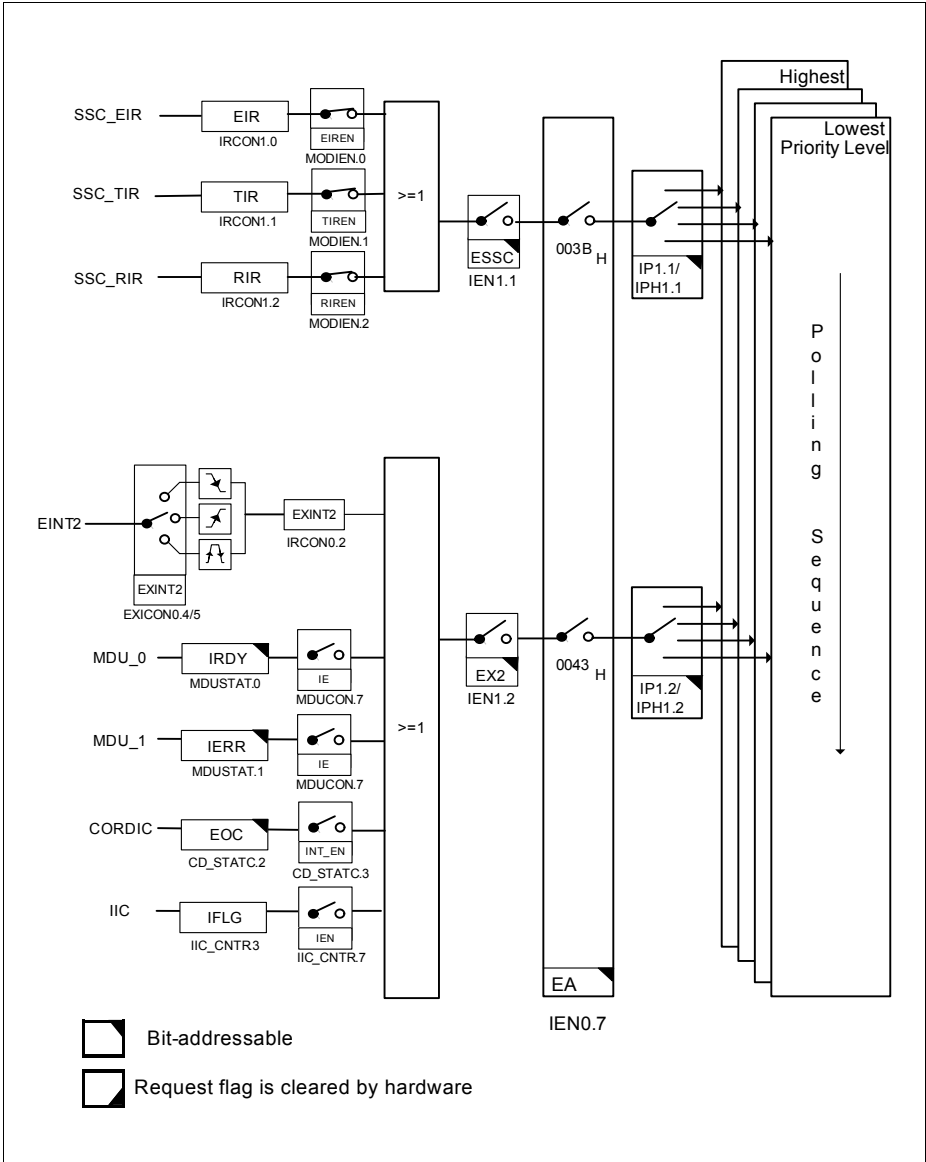 Highest
Lowest
Priority Level
SSC_EIR
EIR
IRCON1.0
EIREN
MODIEN.0
SSC_TIR
TIR
IRCON1.1
TIREN
MODIEN.1
SSC_RIR
RIR
IRCON1.2
RIREN
MODIEN.2
>=1
ESSC
IEN1.1
003B H
IP1.1/
IPH1.1
Polling Sequence
EINT2
EXINT2
EXICON0.4/5
EXINT2
IRCON0.2
MDU_0
IRDY
MDUSTAT.0
IE
MDUCON.7
MDU_1
IERR
MDUSTAT.1
IE
MDUCON.7
CORDIC
EOC
CD_STATC.2
INT_EN
CD_STATC.3
IIC
IFLG
IIC_CNTR3
IEN
IIC_CNTR.7
>=1
EX2
IEN1.2
0043 H
IP1.2/
IPH1.2
EA
IEN0.7
Bit-addressable
Request flag is cleared by hardware